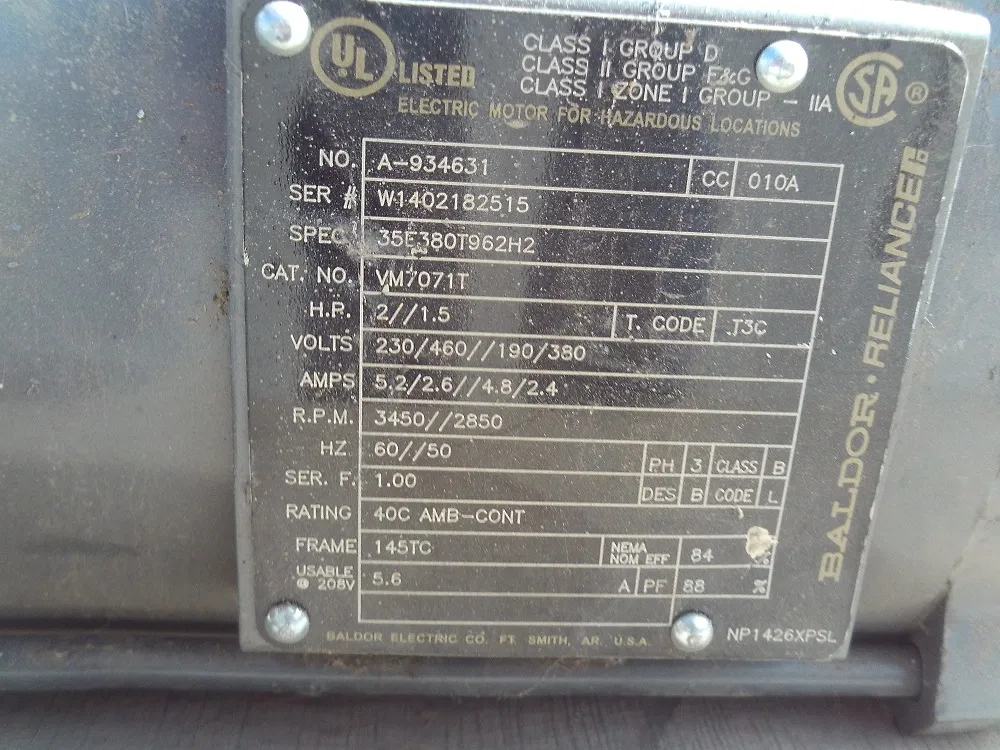 UL LISTED
CLASS I GROUP D
CLASS II GROUP F&G
CLASS I ZONE I GROUP - IIA
SA ®
ELECTRIC MOTOR FOR HAZARDOUS LOCATIONS
NO. A-934631 CC 010A
SER # W1402182515
SPEC. 35E380T962H2
CAT. NO. VM7071T
H.P. 2//1.5 T. CODE T3C
VOLTS 230/460//190/380
AMPS 5.2/2.6//4.8/2.4
R.P.M. 3450//2850
HZ 60//50 PH 3 CLASS B
SER. F. 1.00 DES B CODE L
RATING 40C AMB-CONT
FRAME 145TC NEMA NOM EFF 84 %
USABLE @ 208V 5.6 A PF 88 %
BALDOR ELECTRIC CO. FT. SMITH, AR. U.S.A. NP1426XPSL
BALDOR · RELIANCE